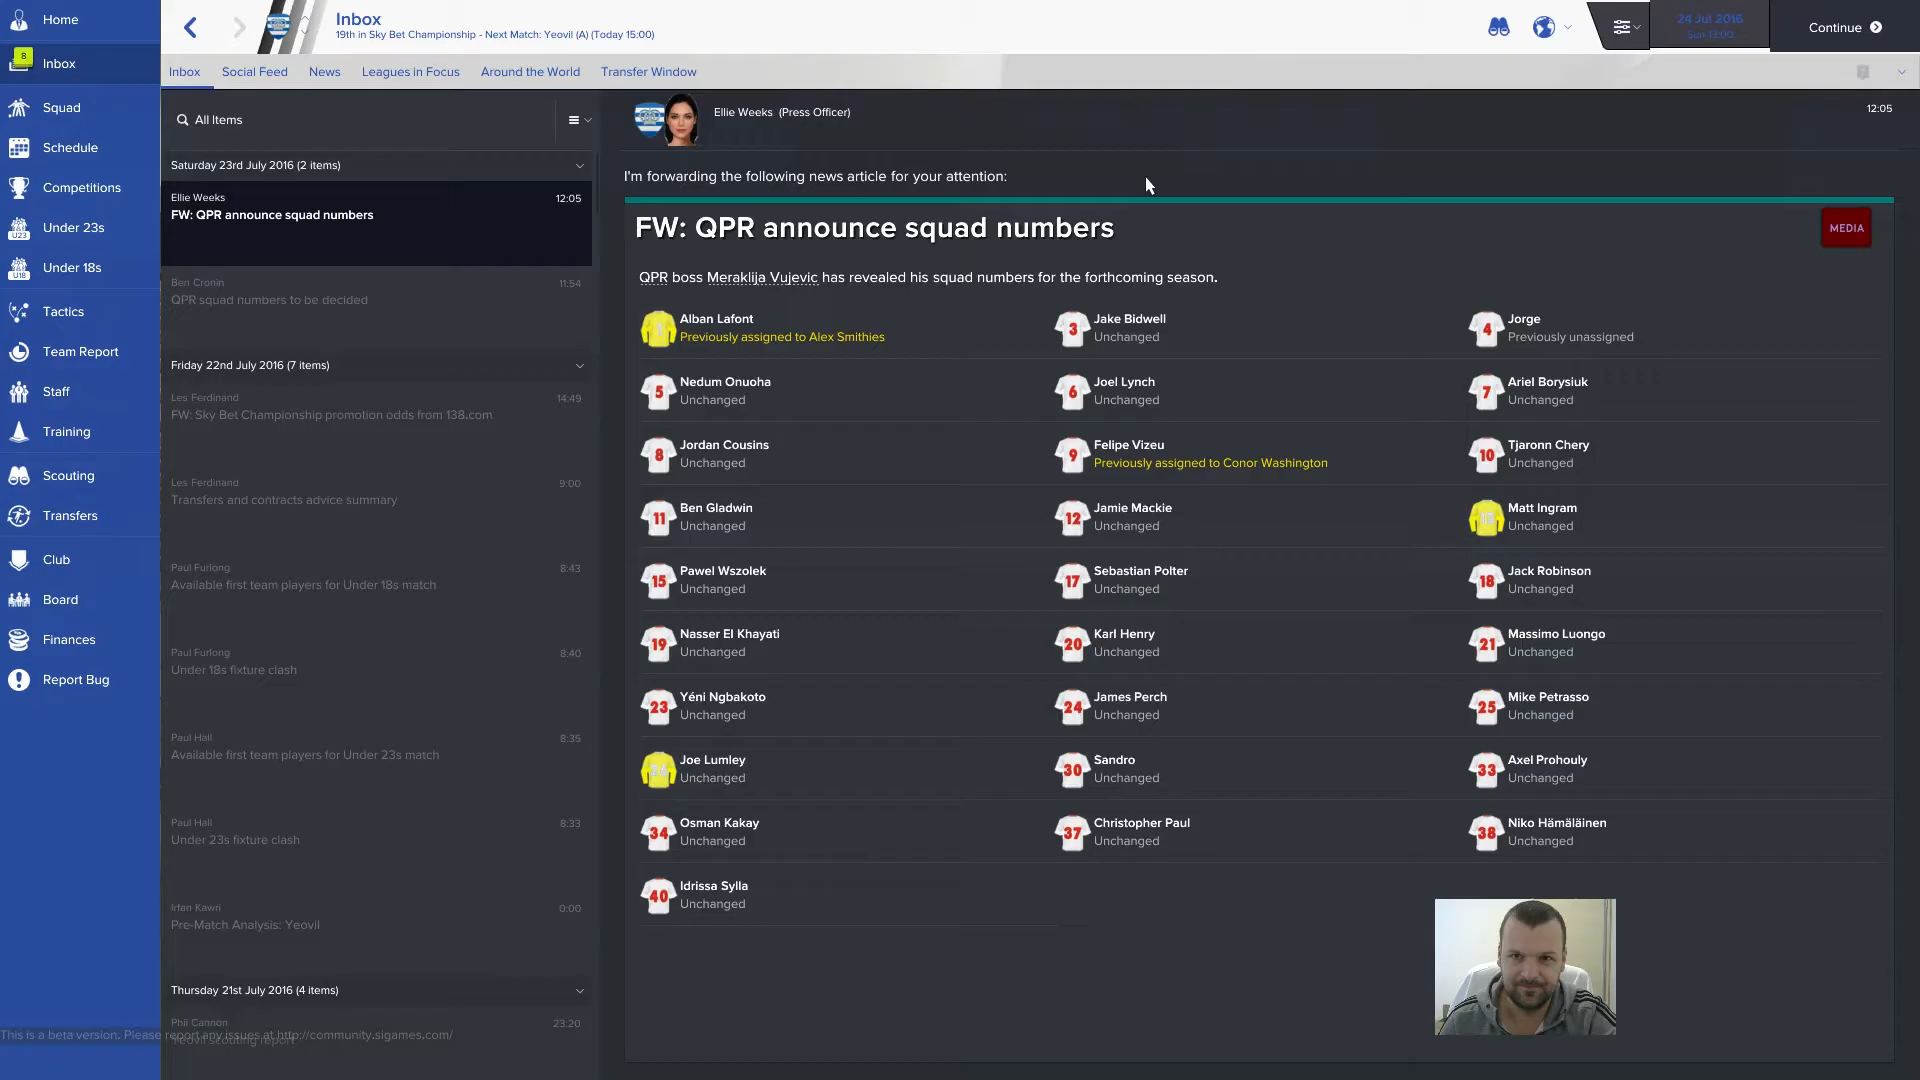 Home
8
Inbox
Squad
Schedule
Competitions
U23
Under 23s
U18
Under 18s
Tactics
Team Report
Staff
Training
Scouting
Transfers
Club
Board
Finances
Report Bug
Inbox
19th in Sky Bet Championship - Next Match: Yeovil (A) (Today 15:00)
24 Jul 2016
Sun 13:00
Continue
Inbox
Social Feed
News
Leagues in Focus
Around the World
Transfer Window
All Items
Saturday 23rd July 2016 (2 items)
Ellie Weeks 12:05
FW: QPR announce squad numbers
Ben Cronin 11:54
QPR squad numbers to be decided
Friday 22nd July 2016 (7 items)
Les Ferdinand 14:49
FW: Sky Bet Championship promotion odds from 138.com
Les Ferdinand 9:00
Transfers and contracts advice summary
Paul Furlong 8:43
Available first team players for Under 18s match
Paul Furlong 8:40
Under 18s fixture clash
Paul Hall 8:35
Available first team players for Under 23s match
Paul Hall 8:33
Under 23s fixture clash
Irfan Kawri 0:00
Pre-Match Analysis: Yeovil
Thursday 21st July 2016 (4 items)
Phil Cannon 23:20
Yeovil scouting report
This is a beta version. Please report any issues at http://community.sigames.com/
Ellie Weeks (Press Officer) 12:05
I'm forwarding the following news article for your attention:
FW: QPR announce squad numbers
MEDIA
QPR boss Meraklija Vujevic has revealed his squad numbers for the forthcoming season.
1 Alban Lafont
Previously assigned to Alex Smithies
3 Jake Bidwell
Unchanged
4 Jorge
Previously unassigned
5 Nedum Onuoha
Unchanged
6 Joel Lynch
Unchanged
7 Ariel Borysiuk
Unchanged
8 Jordan Cousins
Unchanged
9 Felipe Vizeu
Previously assigned to Conor Washington
10 Tjaronn Chery
Unchanged
11 Ben Gladwin
Unchanged
12 Jamie Mackie
Unchanged
Matt Ingram
Unchanged
15 Pawel Wszolek
Unchanged
17 Sebastian Polter
Unchanged
18 Jack Robinson
Unchanged
19 Nasser El Khayati
Unchanged
20 Karl Henry
Unchanged
21 Massimo Luongo
Unchanged
23 Yéni Ngbakoto
Unchanged
24 James Perch
Unchanged
25 Mike Petrasso
Unchanged
Joe Lumley
Unchanged
30 Sandro
Unchanged
33 Axel Prohouly
Unchanged
34 Osman Kakay
Unchanged
37 Christopher Paul
Unchanged
38 Niko Hämäläinen
Unchanged
40 Idrissa Sylla
Unchanged